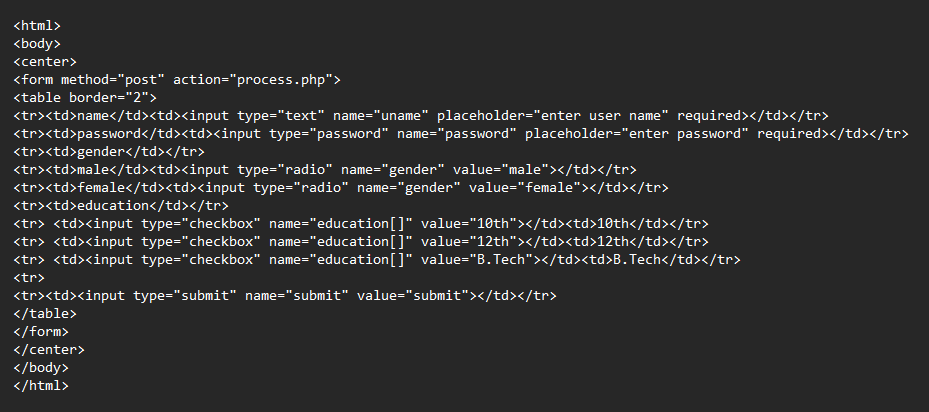 <html>
<body>
<center>
<form method="post" action="process.php">
<table border="2">
<tr><td>name</td><td><input type="text" name="uname" placeholder="enter user name" required></td></tr>
<tr><td>password</td><td><input type="password" name="password" placeholder="enter password" required></td></tr>
<tr><td>gender</td></tr>
<tr><td>male</td><td><input type="radio" name="gender" value="male"></td></tr>
<tr><td>female</td><td><input type="radio" name="gender" value="female"></td></tr>
<tr><td>education</td></tr>
<tr> <td><input type="checkbox" name="education[]" value="10th"></td><td>10th</td></tr>
<tr> <td><input type="checkbox" name="education[]" value="12th"></td><td>12th</td></tr>
<tr> <td><input type="checkbox" name="education[]" value="B.Tech"></td><td>B.Tech</td></tr>
<tr>
<tr><td><input type="submit" name="submit" value="submit"></td></tr>
</table>
</form>
</center>
</body>
</html>